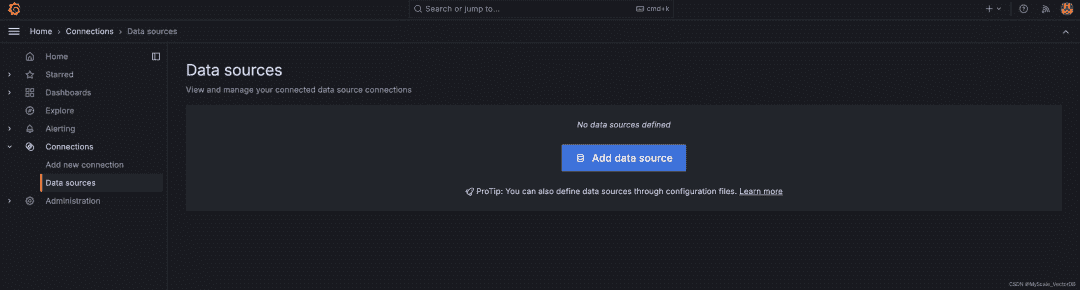 Search or jump to...
cmd+k
Home › Connections › Data sources
Home
Starred
Dashboards
Explore
Alerting
Connections
Add new connection
Data sources
Administration
Data sources
View and manage your connected data source connections
No data sources defined
Add data source
ProTip: You can also define data sources through configuration files. Learn more
CSDN @MyScale_VectorDB